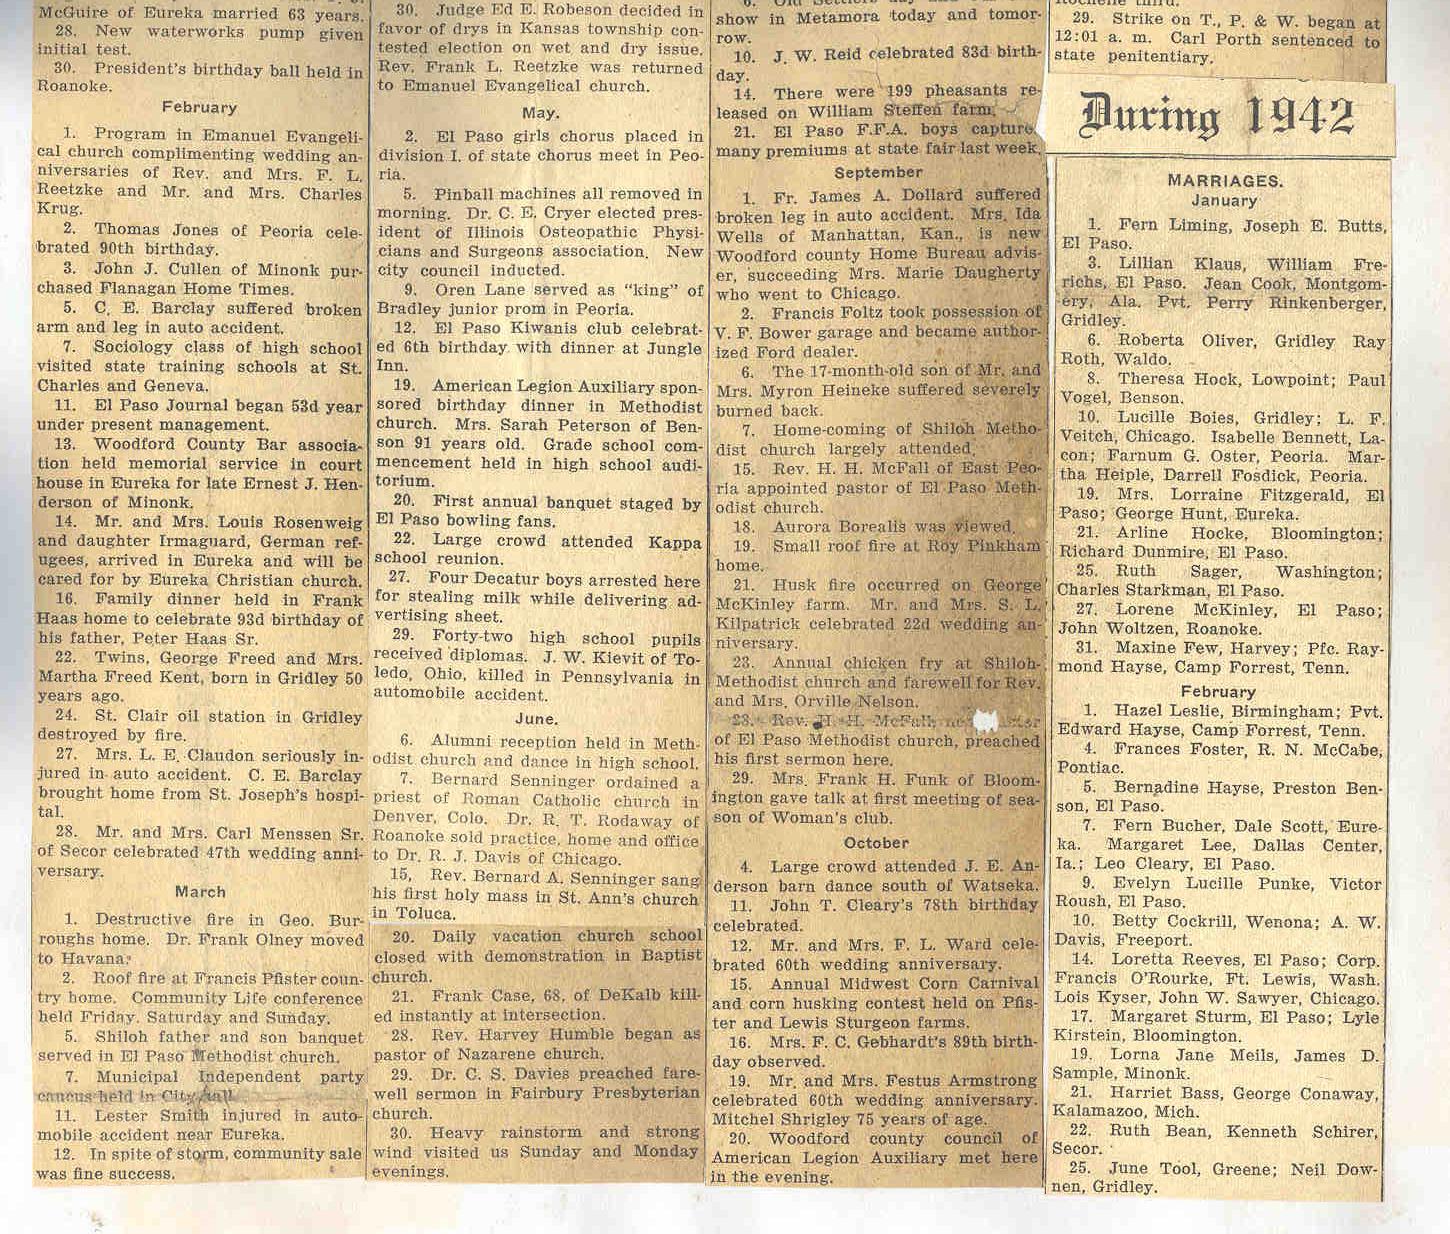 McGuire of Eureka married 63 years.
28. New waterworks pump given
initial test.
30. President's birthday ball held in
Roanoke.
February
1. Program in Emanuel Evangeli-
cal church complimenting wedding an-
niversaries of Rev. and Mrs. F. L.
Reetzke and Mr. and Mrs. Charles
Krug.
2. Thomas Jones of Peoria cele-
brated 90th birthday.
3. John J. Cullen of Minonk pur-
chased Flanagan Home Times.
5. C. E. Barclay suffered broken
arm and leg in auto accident.
7. Sociology class of high school
visited state training schools at St.
Charles and Geneva.
11. El Paso Journal began 53d year
under present management.
13. Woodford County Bar associa-
tion held memorial service in court
house in Eureka for late Ernest J. Hen-
derson of Minonk.
14. Mr. and Mrs. Louis Rosenweig
and daughter Irmaguard, German ref-
ugees, arrived in Eureka and will be
cared for by Eureka Christian church.
16. Family dinner held in Frank
Haas home to celebrate 93d birthday of
his father, Peter Haas Sr.
22. Twins, George Freed and Mrs.
Martha Freed Kent, born in Gridley 50
years ago.
24. St. Clair oil station in Gridley
destroyed by fire.
27. Mrs. L. E. Claudon seriously in-
jured in auto accident. C. E. Barclay
brought home from St. Joseph's hospi-
tal.
28. Mr. and Mrs. Carl Menssen Sr.
of Secor celebrated 47th wedding anni-
versary.
March
1. Destructive fire in Geo. Bur-
roughs home. Dr. Frank Olney moved
to Havana.
2. Roof fire at Francis Pfister coun-
try home. Community Life conference
held Friday. Saturday and Sunday.
5. Shiloh father and son banquet
served in El Paso Methodist church.
7. Municipal Independent party
caucus held in City hall.
11. Lester Smith injured in auto-
mobile accident near Eureka.
12. In spite of storm, community sale
was fine success.
30. Judge Ed E. Robeson decided in
favor of drys in Kansas township con-
tested election on wet and dry issue.
Rev. Frank L. Reetzke was returned
to Emanuel Evangelical church.
May.
2. El Paso girls chorus placed in
division I. of state chorus meet in Peo-
ria.
5. Pinball machines all removed in
morning. Dr. C. E. Cryer elected pres-
ident of Illinois Osteopathic Physi-
cians and Surgeons association. New
city council inducted.
9. Oren Lane served as "king" of
Bradley junior prom in Peoria.
12. El Paso Kiwanis club celebrat-
ed 6th birthday with dinner at Jungle
Inn.
19. American Legion Auxiliary spon-
sored birthday dinner in Methodist
church. Mrs. Sarah Peterson of Ben-
son 91 years old. Grade school com-
mencement held in high school audi-
torium.
20. First annual banquet staged by
El Paso bowling fans.
22. Large crowd attended Kappa
school reunion.
27. Four Decatur boys arrested here
for stealing milk while delivering ad-
vertising sheet.
29. Forty-two high school pupils
received diplomas. J. W. Kievit of To-
ledo, Ohio, killed in Pennsylvania in
automobile accident.
June.
6. Alumni reception held in Meth-
odist church and dance in high school.
7. Bernard Senninger ordained a
priest of Roman Catholic church in
Denver, Colo. Dr. R. T. Rodaway of
Roanoke sold practice, home and office
to Dr. R. J. Davis of Chicago.
15, Rev. Bernard A. Senninger sang
his first holy mass in St. Ann's church
in Toluca.
20. Daily vacation church school
closed with demonstration in Baptist
church.
21. Frank Case, 68, of DeKalb kill-
ed instantly at intersection.
28. Rev. Harvey Humble began as
pastor of Nazarene church.
29. Dr. C. S. Davies preached fare-
well sermon in Fairbury Presbyterian
church.
30. Heavy rainstorm and strong
wind visited us Sunday and Monday
evenings.
show in Metamora today and tomor-
row.
10. J. W. Reid celebrated 83d birth-
day.
14. There were 199 pheasants re-
leased on William Steffen farm.
21. El Paso F.F.A. boys capture
many premiums at state fair last week.
September
1. Fr. James A. Dollard suffered
broken leg in auto accident. Mrs. Ida
Wells of Manhattan, Kan., is new
Woodford county Home Bureau advis-
er, succeeding Mrs. Marie Daugherty
who went to Chicago.
2. Francis Foltz took possession of
V. F. Bower garage and became author-
ized Ford dealer.
6. The 17-month-old son of Mr. and
Mrs. Myron Heineke suffered severely
burned back.
7. Home-coming of Shiloh Metho-
dist church largely attended.
15. Rev. H. H. McFall of East Peo-
ria appointed pastor of El Paso Meth-
odist church.
18. Aurora Borealis was viewed.
19. Small roof fire at Roy Pinkham
home.
21. Husk fire occurred on George
McKinley farm. Mr. and Mrs. S. L.
Kilpatrick celebrated 22d wedding an-
niversary.
23. Annual chicken fry at Shiloh
Methodist church and farewell for Rev.
and Mrs. Orville Nelson.
28. Rev. H. H. McFall,
of El Paso Methodist church, preached
his first sermon here.
29. Mrs. Frank H. Funk of Bloom-
ington gave talk at first meeting of sea-
son of Woman's club.
October
4. Large crowd attended J. E. An-
derson barn dance south of Watseka.
11. John T. Cleary's 78th birthday
celebrated.
12. Mr. and Mrs. F. L. Ward cele-
brated 60th wedding anniversary.
15. Annual Midwest Corn Carnival
and corn husking contest held on Pfis-
ter and Lewis Sturgeon farms.
16. Mrs. F. C. Gebhardt's 89th birth-
day observed.
19. Mr. and Mrs. Festus Armstrong
celebrated 60th wedding anniversary.
Mitchel Shrigley 75 years of age.
20. Woodford county council of
American Legion Auxiliary met here
in the evening.
29. Strike on T., P. & W. began at
12:01 a. m. Carl Porth sentenced to
state penitentiary.
During 1942
MARRIAGES.
January
1. Fern Liming, Joseph E. Butts,
El Paso.
3. Lillian Klaus, William Fre-
richs, El Paso. Jean Cook, Montgom-
ery, Ala. Pvt. Perry Rinkenberger,
Gridley.
6. Roberta Oliver, Gridley Ray
Roth, Waldo.
8. Theresa Hock, Lowpoint; Paul
Vogel, Benson.
10. Lucille Boies, Gridley; L. F.
Veitch, Chicago. Isabelle Bennett, La-
con; Farnum G. Oster, Peoria. Mar-
tha Heiple, Darrell Fosdick, Peoria.
19. Mrs. Lorraine Fitzgerald, El
Paso; George Hunt, Eureka.
21. Arline Hocke, Bloomington;
Richard Dunmire, El Paso.
25. Ruth Sager, Washington;
Charles Starkman, El Paso.
27. Lorene McKinley, El Paso;
John Woltzen, Roanoke.
31. Maxine Few, Harvey; Pfc. Ray-
mond Hayse, Camp Forrest, Tenn.
February
1. Hazel Leslie, Birmingham; Pvt.
Edward Hayse, Camp Forrest, Tenn.
4. Frances Foster, R. N. McCabe,
Pontiac.
5. Bernadine Hayse, Preston Ben-
son, El Paso.
7. Fern Bucher, Dale Scott, Eure-
ka. Margaret Lee, Dallas Center,
Ia.; Leo Cleary, El Paso.
9. Evelyn Lucille Punke, Victor
Roush, El Paso.
10. Betty Cockrill, Wenona; A. W.
Davis, Freeport.
14. Loretta Reeves, El Paso; Corp.
Francis O'Rourke, Ft. Lewis, Wash.
Lois Kyser, John W. Sawyer, Chicago.
17. Margaret Sturm, El Paso; Lyle
Kirstein, Bloomington.
19. Lorna Jane Meils, James D.
Sample, Minonk.
21. Harriet Bass, George Conaway,
Kalamazoo, Mich.
22. Ruth Bean, Kenneth Schirer,
Secor.
25. June Tool, Greene; Neil Dow-
nen, Gridley.